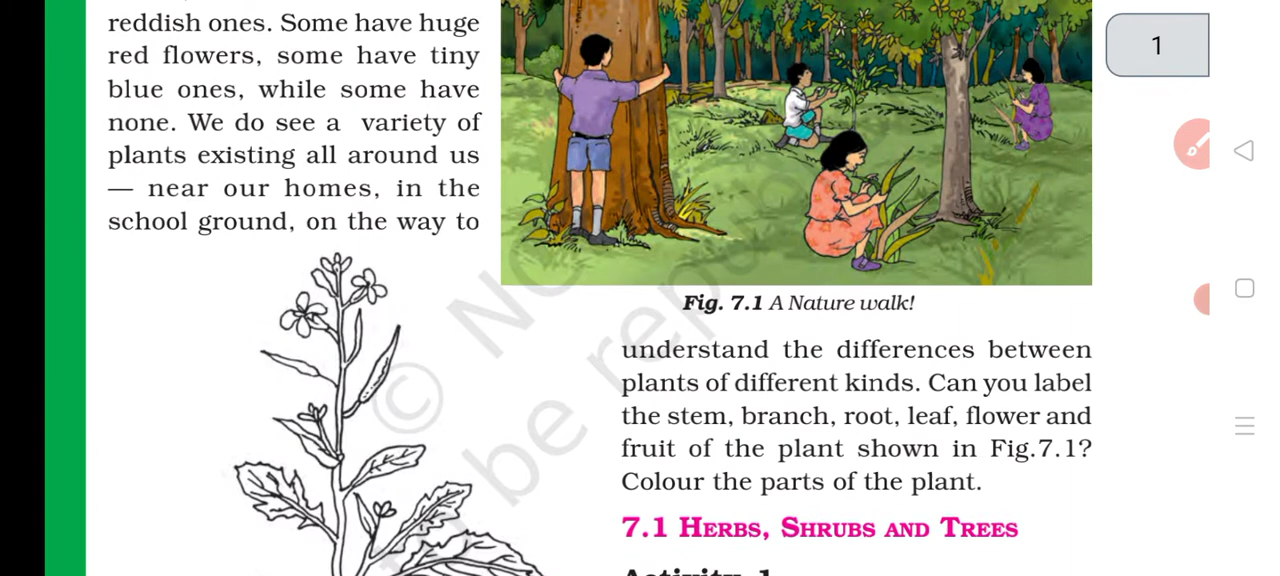 reddish ones. Some have huge
red flowers, some have tiny
blue ones, while some have
none. We do see a variety of
plants existing all around us
— near our homes, in the
school ground, on the way to
Fig. 7.1 A Nature walk!
understand the differences between
plants of different kinds. Can you label
the stem, branch, root, leaf, flower and
fruit of the plant shown in Fig.7.1?
Colour the parts of the plant.
7.1 HERBS, SHRUBS AND TREES
Activity 1
1